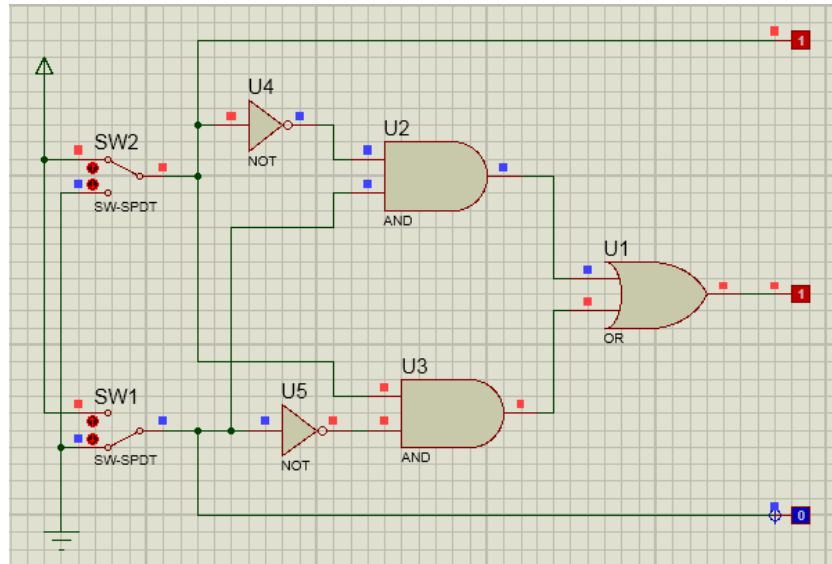 1
U4
NOT
SW2
SW-SPDT
U2
AND
U1
1
OR
SW1
SW-SPDT
U5
NOT
U3
AND
0